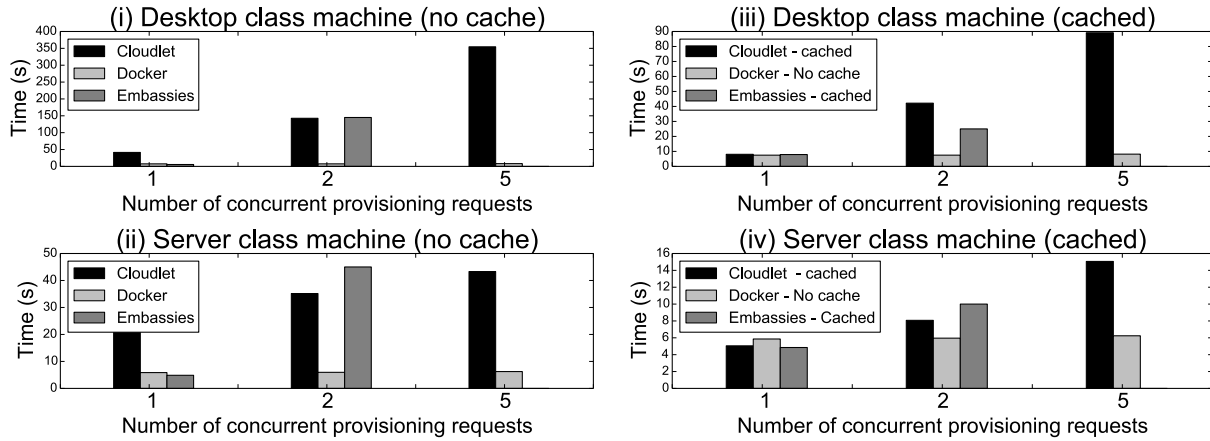 (i) Desktop class machine (no cache)
400
350
300
250
200
150
100
50
0
Time (s)
Cloudlet
Docker
Embassies
1
2
5
Number of concurrent provisioning requests
(iii) Desktop class machine (cached)
90
80
70
60
50
40
30
20
10
0
Time (s)
Cloudlet - cached
Docker - No cache
Embassies - cached
1
2
5
Number of concurrent provisioning requests
(ii) Server class machine (no cache)
50
40
30
20
10
0
Time (s)
Cloudlet
Docker
Embassies
1
2
5
Number of concurrent provisioning requests
(iv) Server class machine (cached)
16
14
12
10
8
6
4
2
0
Time (s)
Cloudlet - cached
Docker - No cache
Embassies - Cached
1
2
5
Number of concurrent provisioning requests